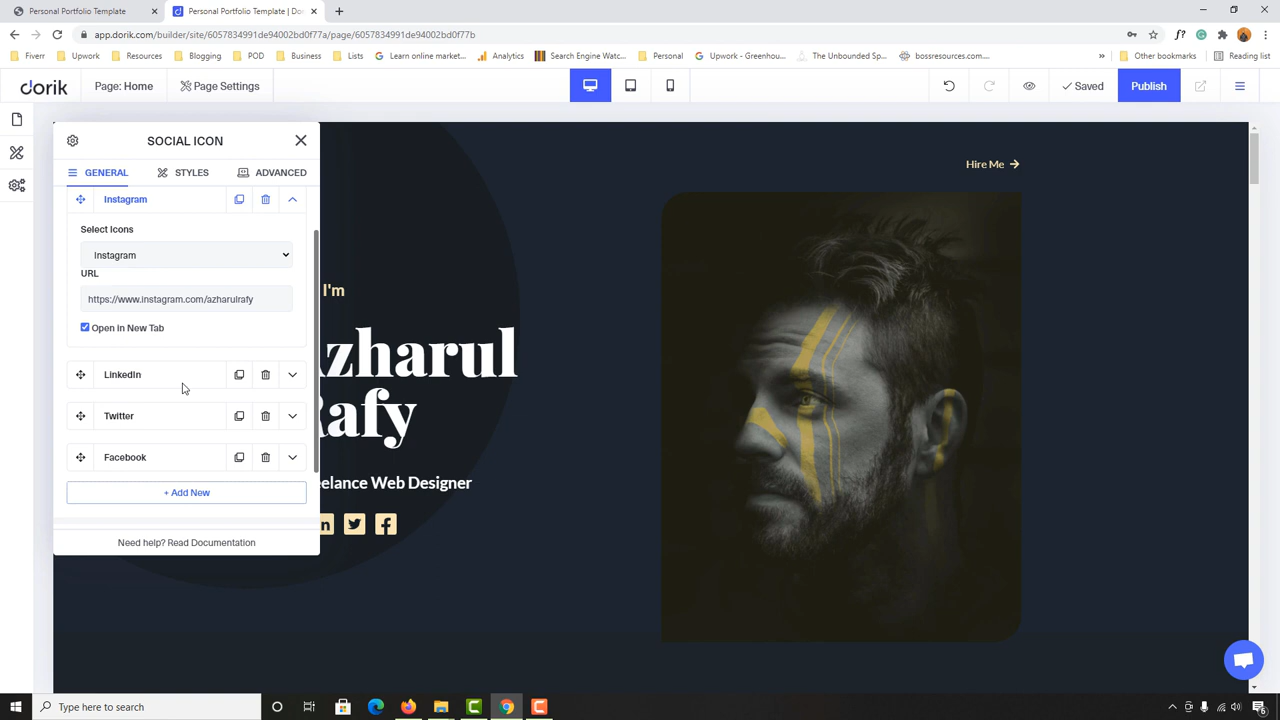 Personal Portfolio Template
Personal Portfolio Template | Dor
app.dorik.com/builder/site/6057834991de94002bd0f77a/page/6057834991de94002bd0f77b
Fiverr
Upwork
Resources
Blogging
POD
Business
Lists
Learn online market...
Analytics
Search Engine Watc...
Personal
Upwork - Greenhou...
The Unbounded Sp...
bossresources.com...
»
Other bookmarks
Reading list
dorik
Page: Home
Page Settings
Saved
Publish
SOCIAL ICON
GENERAL
STYLES
ADVANCED
Instagram
Select Icons
Instagram
URL
https://www.instagram.com/azharulrafy
Open in New Tab
LinkedIn
Twitter
Facebook
+ Add New
Need help? Read Documentation
Hire Me
I'm
zharul
Rafy
elance Web Designer
in
Type here to search